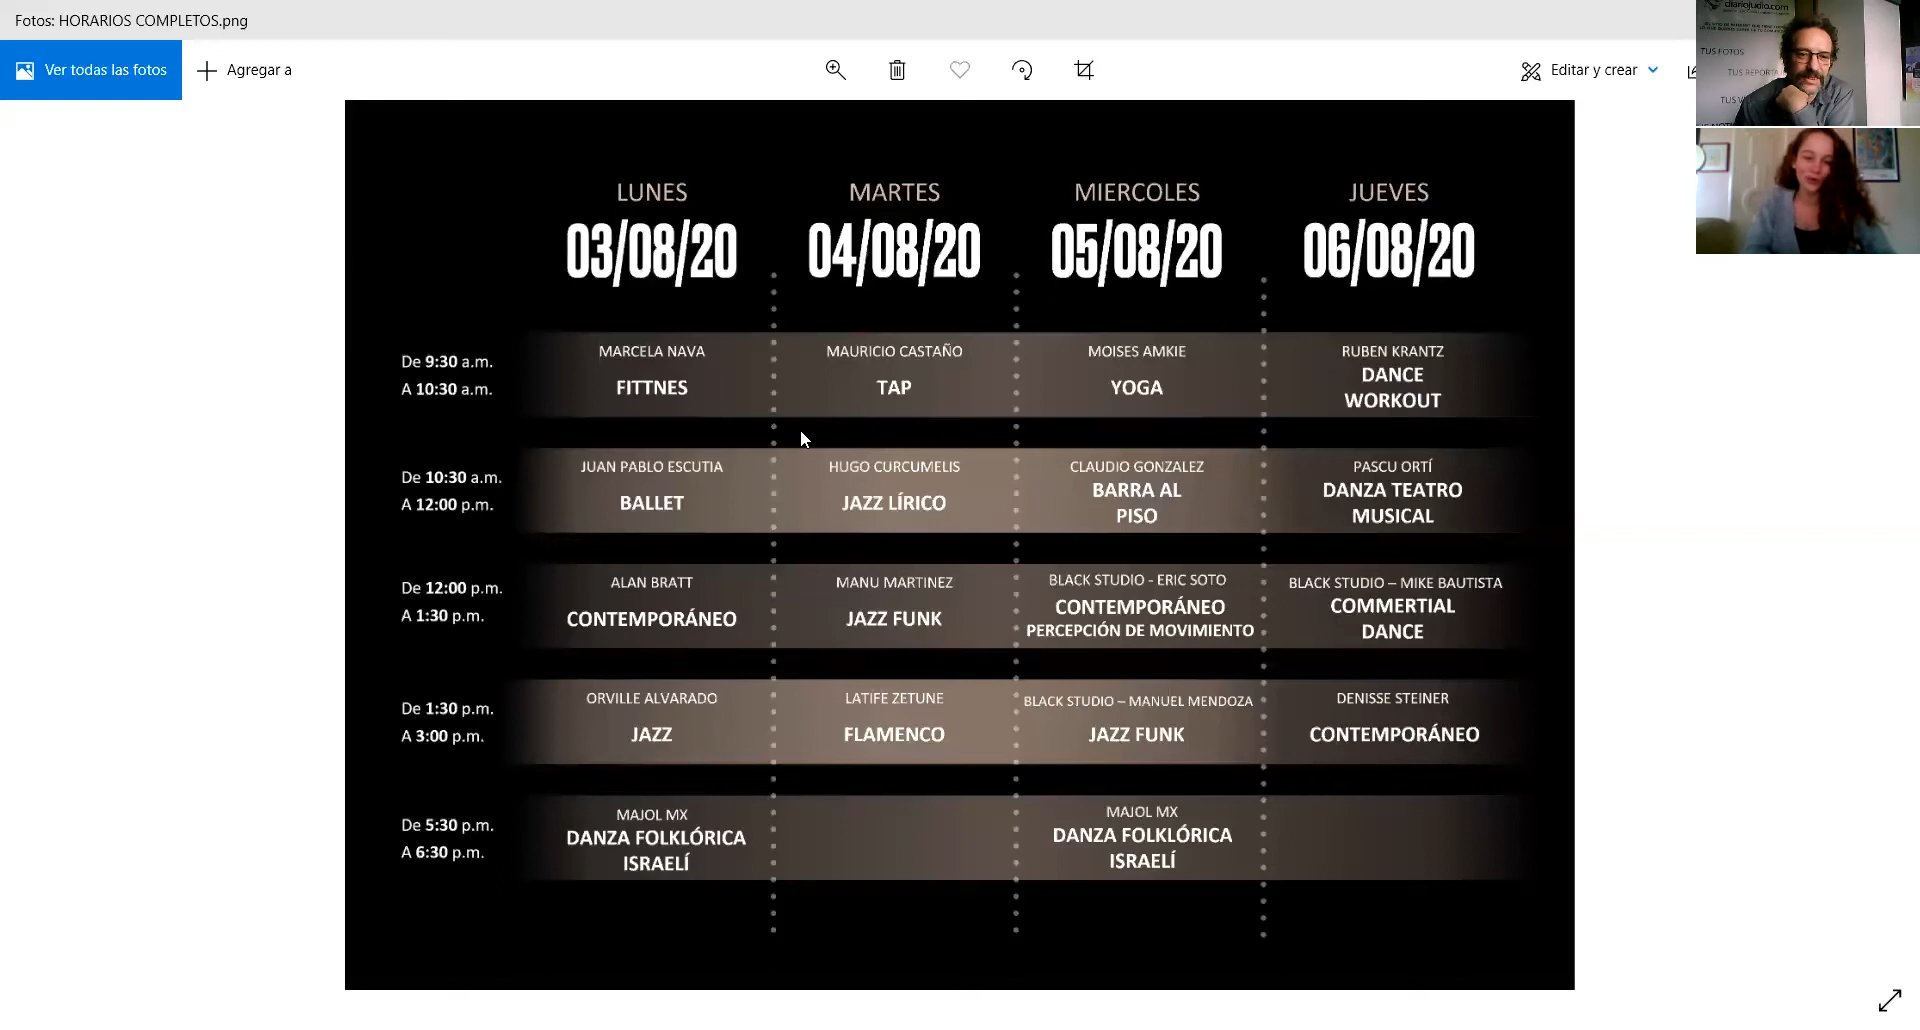 Fotos: HORARIOS COMPLETOS.png
Ver todas las fotos
Agregar a
Editar y crear
diariojudio.com
TUS FOTOS
LUNES MARTES MIERCOLES JUEVES
03/08/20 04/08/20 05/08/20 06/08/20
De 9:30 a.m.
A 10:30 a.m.
MARCELA NAVA
FITTNES
MAURICIO CASTAÑO
TAP
MOISES AMKIE
YOGA
RUBEN KRANTZ
DANCE
WORKOUT
De 10:30 a.m.
A 12:00 p.m.
JUAN PABLO ESCUTIA
BALLET
HUGO CURCUMELIS
JAZZ LÍRICO
CLAUDIO GONZALEZ
BARRA AL
PISO
PASCU ORTÍ
DANZA TEATRO
MUSICAL
De 12:00 p.m.
A 1:30 p.m.
ALAN BRATT
CONTEMPORÁNEO
MANU MARTINEZ
JAZZ FUNK
BLACK STUDIO - ERIC SOTO
CONTEMPORÁNEO
PERCEPCIÓN DE MOVIMIENTO
BLACK STUDIO – MIKE BAUTISTA
COMMERTIAL
DANCE
De 1:30 p.m.
A 3:00 p.m.
ORVILLE ALVARADO
JAZZ
LATIFE ZETUNE
FLAMENCO
BLACK STUDIO – MANUEL MENDOZA
JAZZ FUNK
DENISSE STEINER
CONTEMPORÁNEO
De 5:30 p.m.
A 6:30 p.m.
MAJOL MX
DANZA FOLKLÓRICA
ISRAELÍ
MAJOL MX
DANZA FOLKLÓRICA
ISRAELÍ